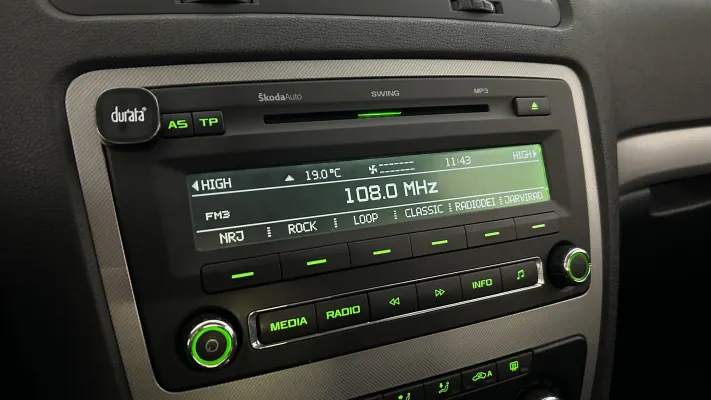 ŠkodaAuto SWING MP3
durata®
AS TP
HIGH 19.0°C 11:43 HIGH
108.0 MHz
FM3
NRJ ROCK LOOP CLASSIC RADIODEI JARVIRAD
MEDIA RADIO INFO
A